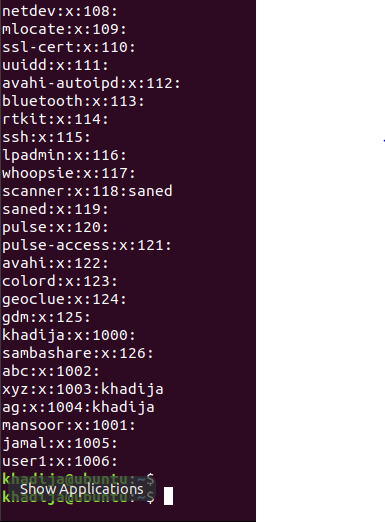 netdev:x:108:
mlocate:x:109:
ssl-cert:x:110:
uuidd:x:111:
avahi-autoipd:x:112:
bluetooth:x:113:
rtkit:x:114:
ssh:x:115:
lpadmin:x:116:
whoopsie:x:117:
scanner:x:118:saned
saned:x:119:
pulse:x:120:
pulse-access:x:121:
avahi:x:122:
colord:x:123:
geoclue:x:124:
gdm:x:125:
khadija:x:1000:
sambashare:x:126:
abc:x:1002:
xyz:x:1003:khadija
ag:x:1004:khadija
mansoor:x:1001:
jamal:x:1005:
user1:x:1006:
khadija@ubuntu:~$
Show Applications
khadija@ubuntu:~$